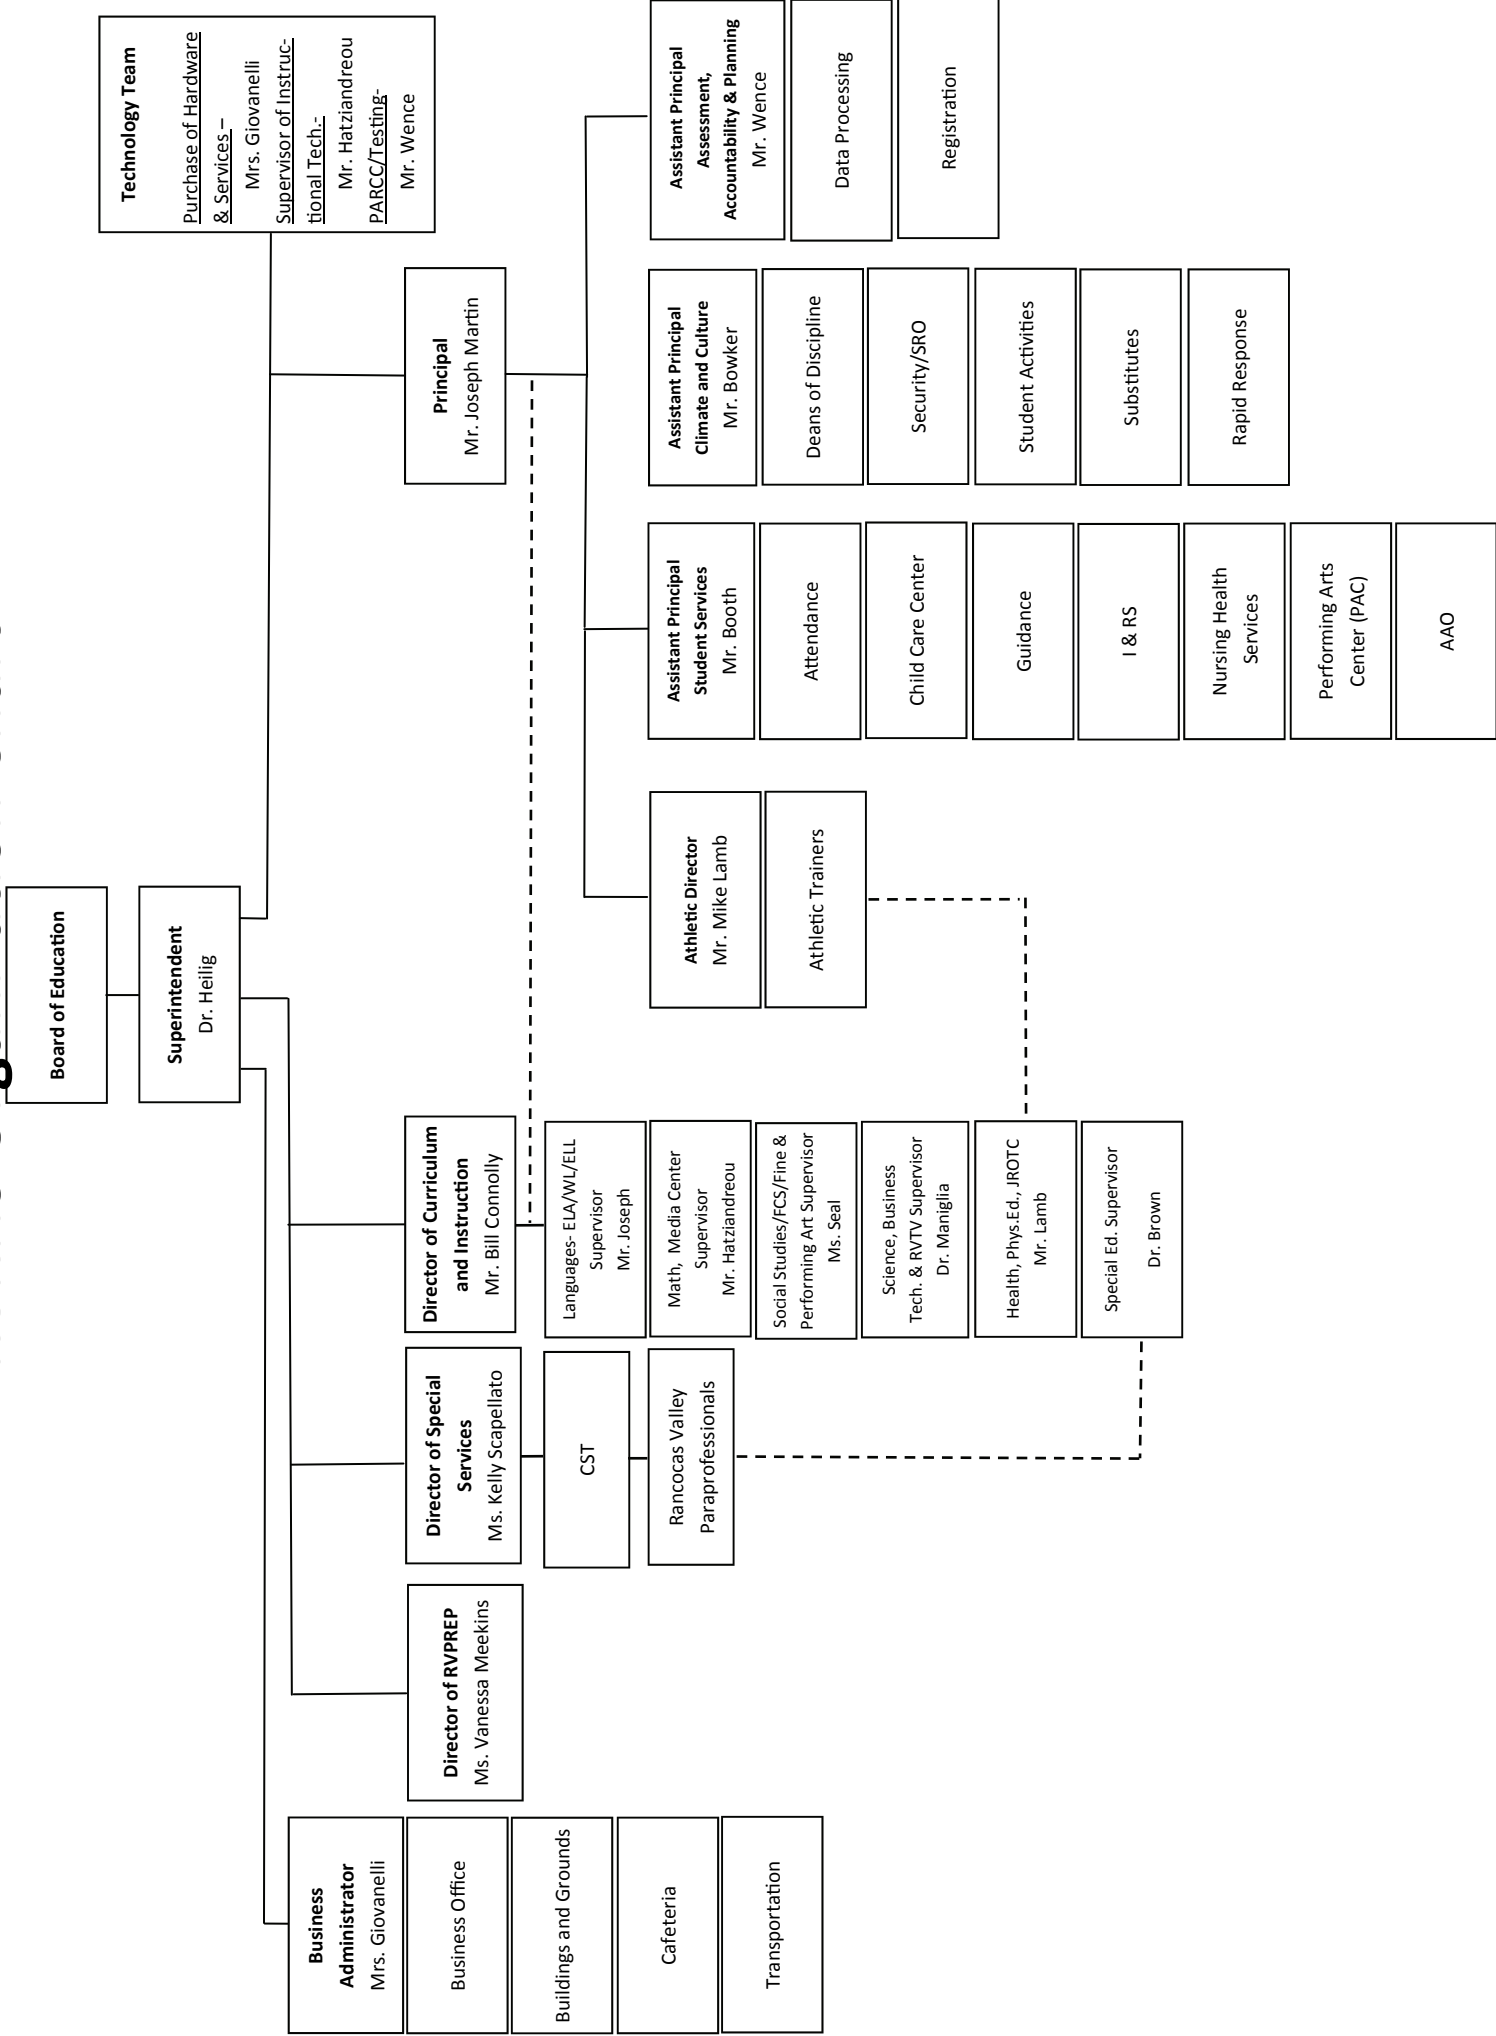 Board of Education
Superintendent
Dr. Heilig
Technology Team
Purchase of Hardware
& Services –
Mrs. Giovanelli
Supervisor of Instruc-
tional Tech.-
Mr. Hatziandreou
PARCC/Testing-
Mr. Wence
Business
Administrator
Mrs. Giovanelli
Business Office
Buildings and Grounds
Cafeteria
Transportation
Director of RVPREP
Ms. Vanessa Meekins
Director of Special
Services
Ms. Kelly Scapellato
CST
Rancocas Valley
Paraprofessionals
Director of Curriculum
and Instruction
Mr. Bill Connolly
Languages- ELA/WL/ELL
Supervisor
Mr. Joseph
Math, Media Center
Supervisor
Mr. Hatziandreou
Social Studies/FCS/Fine &
Performing Art Supervisor
Ms. Seal
Science, Business
Tech. & RVTV Supervisor
Dr. Maniglia
Health, Phys.Ed., JROTC
Mr. Lamb
Special Ed. Supervisor
Dr. Brown
Principal
Mr. Joseph Martin
Athletic Director
Mr. Mike Lamb
Athletic Trainers
Assistant Principal
Student Services
Mr. Booth
Attendance
Child Care Center
Guidance
I & RS
Nursing Health
Services
Performing Arts
Center (PAC)
AAO
Assistant Principal
Climate and Culture
Mr. Bowker
Deans of Discipline
Security/SRO
Student Activities
Substitutes
Rapid Response
Assistant Principal
Assessment,
Accountability & Planning
Mr. Wence
Data Processing
Registration